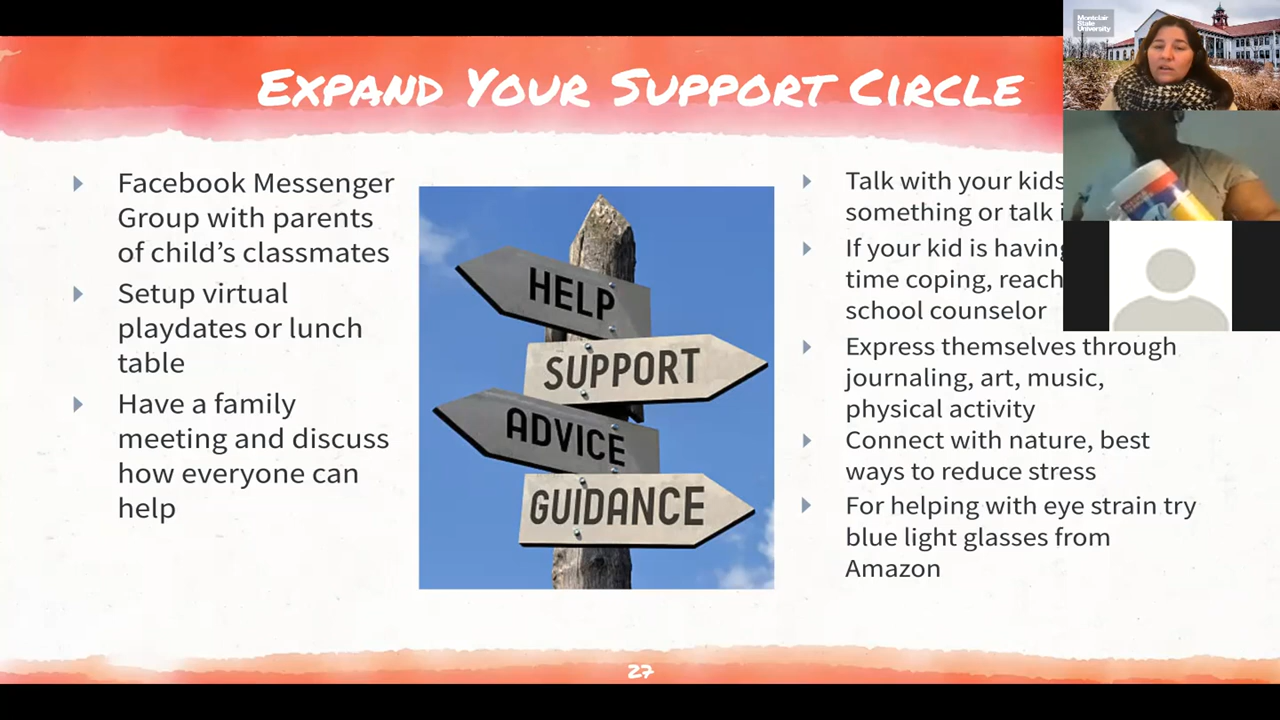 EXPAND YOUR SUPPORT CIRCLE
Facebook Messenger
Group with parents
of child's classmates
Setup virtual
playdates or lunch
table
Have a family
meeting and discuss
how everyone can
help
HELP
SUPPORT
ADVICE
GUIDANCE
Talk with your kids
something or talk
If your kid is having
time coping, reach
school counselor
Express themselves through
journaling, art, music,
physical activity
Connect with nature, best
ways to reduce stress
For helping with eye strain try
blue light glasses from
Amazon
27
Montclair
State
University